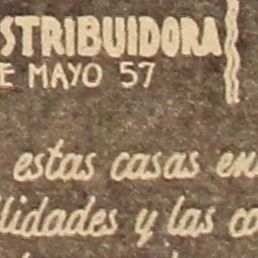 STRIBUIDORA
E MAYO 57
estas casas en
lidades y las co